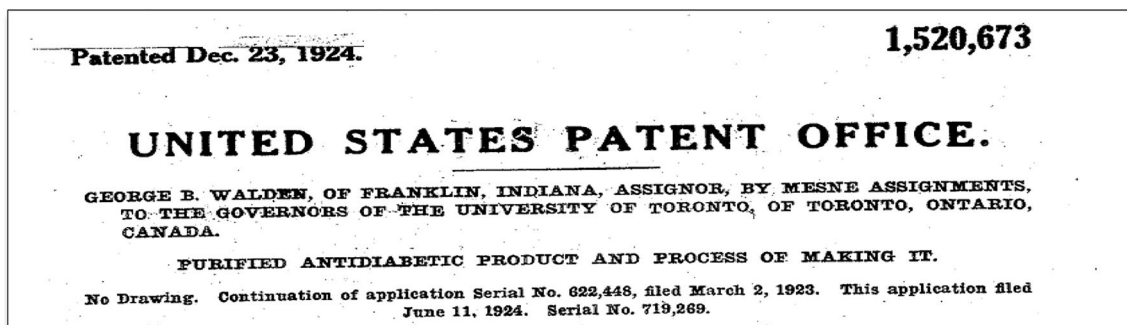 Patented Dec. 23, 1924.
1,520,673
UNITED STATES PATENT OFFICE.
GEORGE B. WALDEN, OF FRANKLIN, INDIANA, ASSIGNOR, BY MESNE ASSIGNMENTS,
TO THE GOVERNORS OF THE UNIVERSITY OF TORONTO, OF TORONTO, ONTARIO,
CANADA.
PURIFIED ANTIDIABETIC PRODUCT AND PROCESS OF MAKING IT.
No Drawing. Continuation of application Serial No. 622,448, filed March 2, 1923. This application filed
June 11, 1924. Serial No. 719,269.